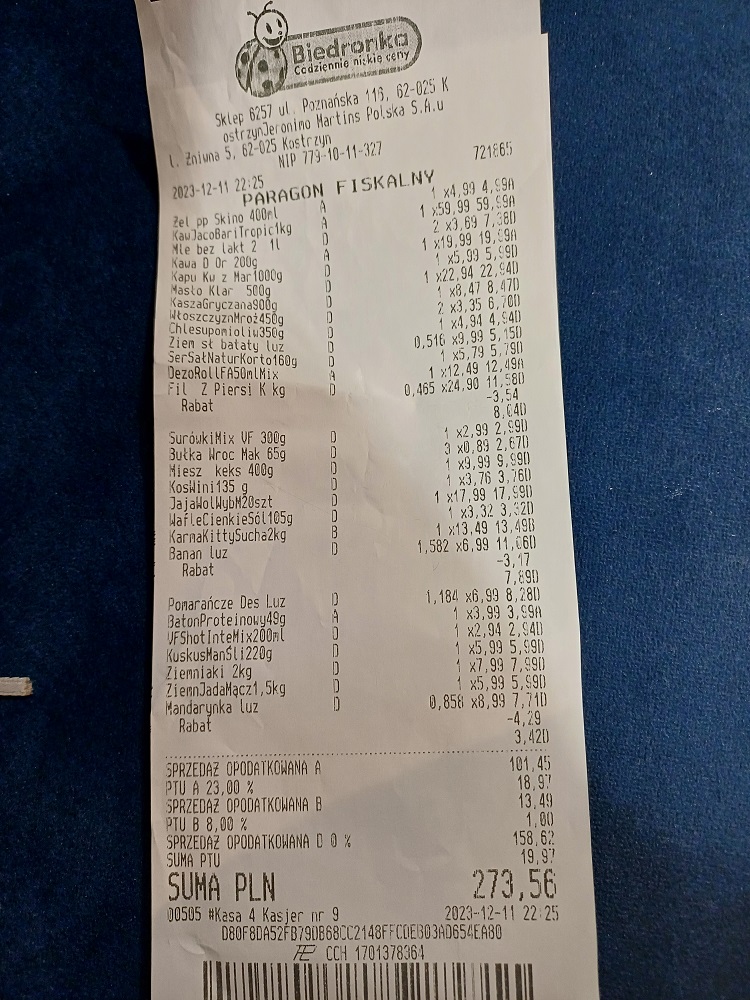 Biedronka
Codziennie niskie ceny
Sklep 6257 ul. Poznańska 116, 62-025 K
ostrzynJeronimo Martins Polska S.A.u
l. Żniwna 5, 62-025 Kostrzyn
NIP 779-10-11-327 721865
2023-12-11 22:25
PARAGON FISKALNY
Żel pp Skino 400ml A 1 x4,99 4,99A
KawJacoBariTropic1kg A 1 x59,99 59,99A
Mle bez lakt 2 1l D 2 x3,69 7,38D
Kawa D Or 200g A 1 x19,99 19,99A
Kapu Kw z Mar1000g D 1 x5,99 5,99D
Masło Klar 500g D 1 x22,94 22,94D
KaszaGryczana900g D 1 x8,47 8,47D
WłoszczyznMroż450g D 2 x3,35 6,70D
Chlesupomioliw350g D 1 x4,94 4,94D
Ziem sł bataty luz D 0,516 x9,99 5,15D
SerSałNaturKorto160g D 1 x5,79 5,79D
DezoRollFA50mlMix A 1 x12,49 12,49A
Fil Z Piersi K kg D 0,465 x24,90 11,58D
Rabat -3,54
8,04D
SurówkiMix VF 300g D 1 x2,99 2,99D
Bułka Wroc Mak 65g D 3 x0,89 2,67D
Miesz keks 400g D 1 x9,99 9,99D
KosWini135 g D 1 x3,76 3,76D
JajaWolWybM20szt D 1 x17,99 17,99D
WafleCienkieSól105g D 1 x3,32 3,32D
KarmaKittySucha2kg B 1 x13,49 13,49B
Banan luz D 1,582 x6,99 11,06D
Rabat -3,17
7,89D
Pomarańcze Des Luz D 1,184 x6,99 8,28D
BatonProteinowy49g A 1 x3,99 3,99A
VFShotInteMix200ml D 1 x2,94 2,94D
KuskusManŚli220g D 1 x5,99 5,99D
Ziemniaki 2kg D 1 x7,99 7,99D
ZiemnJadaMącz1,5kg D 1 x5,99 5,99D
Mandarynka luz D 0,858 x8,99 7,71D
Rabat -4,29
3,42D
SPRZEDAŻ OPODATKOWANA A 101,45
PTU A 23,00 % 18,97
SPRZEDAŻ OPODATKOWANA B 13,49
PTU B 8,00 % 1,00
SPRZEDAŻ OPODATKOWANA D 0 % 158,62
SUMA PTU 19,97
SUMA PLN 273,56
00505 #Kasa 4 Kasjer nr 9 2023-12-11 22:25
D80F8DA52FB79DB68CC2148FFCDEB03AD654EA80
CCH 1701378364